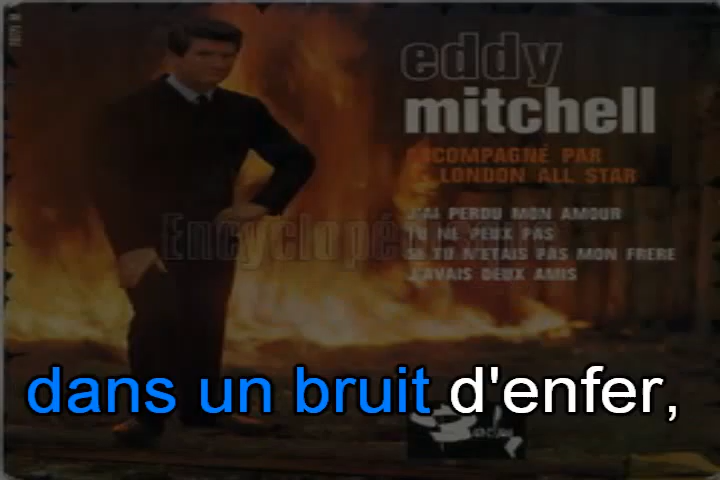 eddy
mitchell
COMPAGNÉ PAR
LONDON ALL STAR
J'AI PERDU MON AMOUR
TU NE PEUX PAS
SI TU N'ETAIS PAS MON FRERE
J'AVAIS DEUX AMIS
dans un bruit d'enfer,